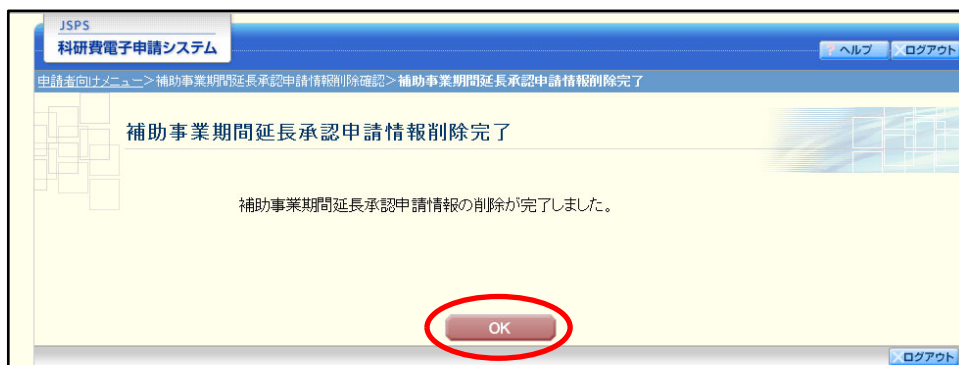 JSPS
科研費電子申請システム
? ヘルプ
×ログアウト
申請者向けメニュー>補助事業期間延長承認申請情報削除確認>補助事業期間延長承認申請情報削除完了
補助事業期間延長承認申請情報削除完了
補助事業期間延長承認申請情報の削除が完了しました。
OK
×ログアウト